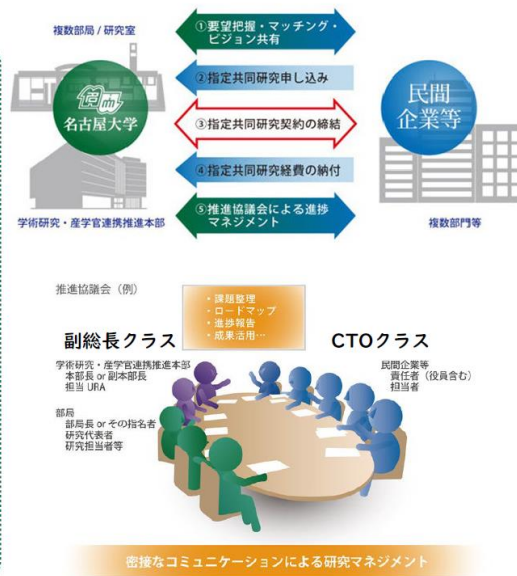 複数部局 / 研究室
①要望把握・マッチング・
ビジョン共有
②指定共同研究申し込み
名古屋大学
民間
企業等
③指定共同研究契約の締結
④指定共同研究経費の納付
学術研究・産学官連携推進本部
⑤推進協議会による進捗
マネジメント
複数部門等
推進協議会（例）
・課題整理
・ロードマップ
・進捗報告
・成果活用…
副総長クラス
CTOクラス
学術研究・産学官連携推進本部
本部長 or 副本部長
担当 URA
民間企業等
責任者（役員含む）
担当者
部局
部局長 or その指名者
研究代表者
研究担当者等
密接なコミュニケーションによる研究マネジメント